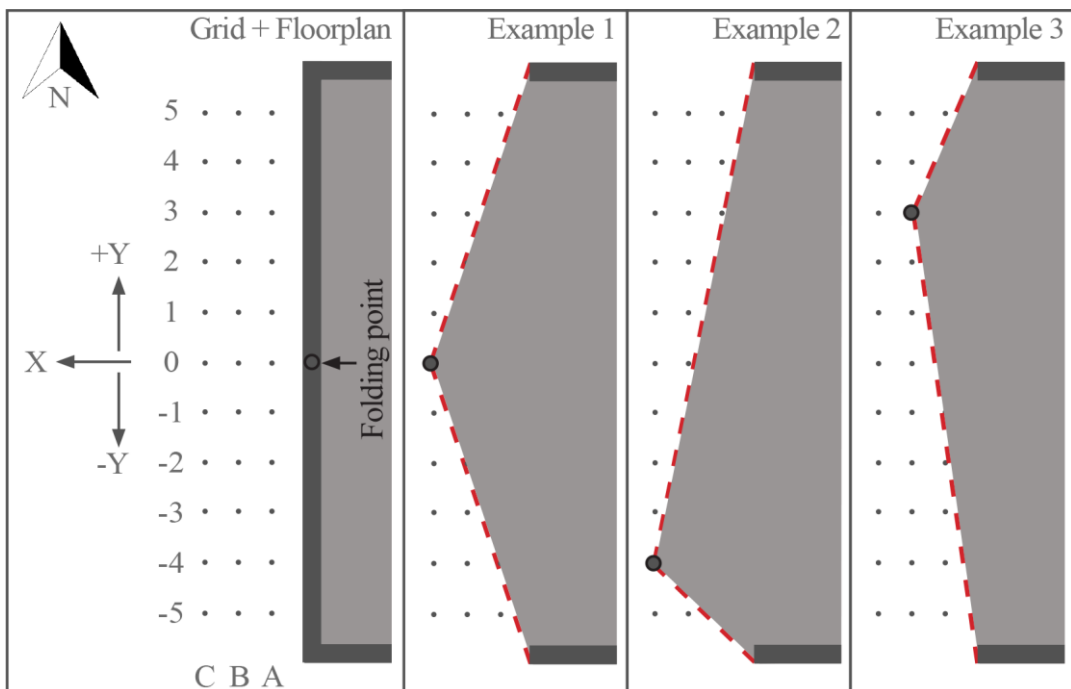 Grid + Floorplan
Example 1
Example 2
Example 3
N
5
4
3
2
1
0
-1
-2
-3
-4
-5
+Y
X
-Y
Folding point
C B A